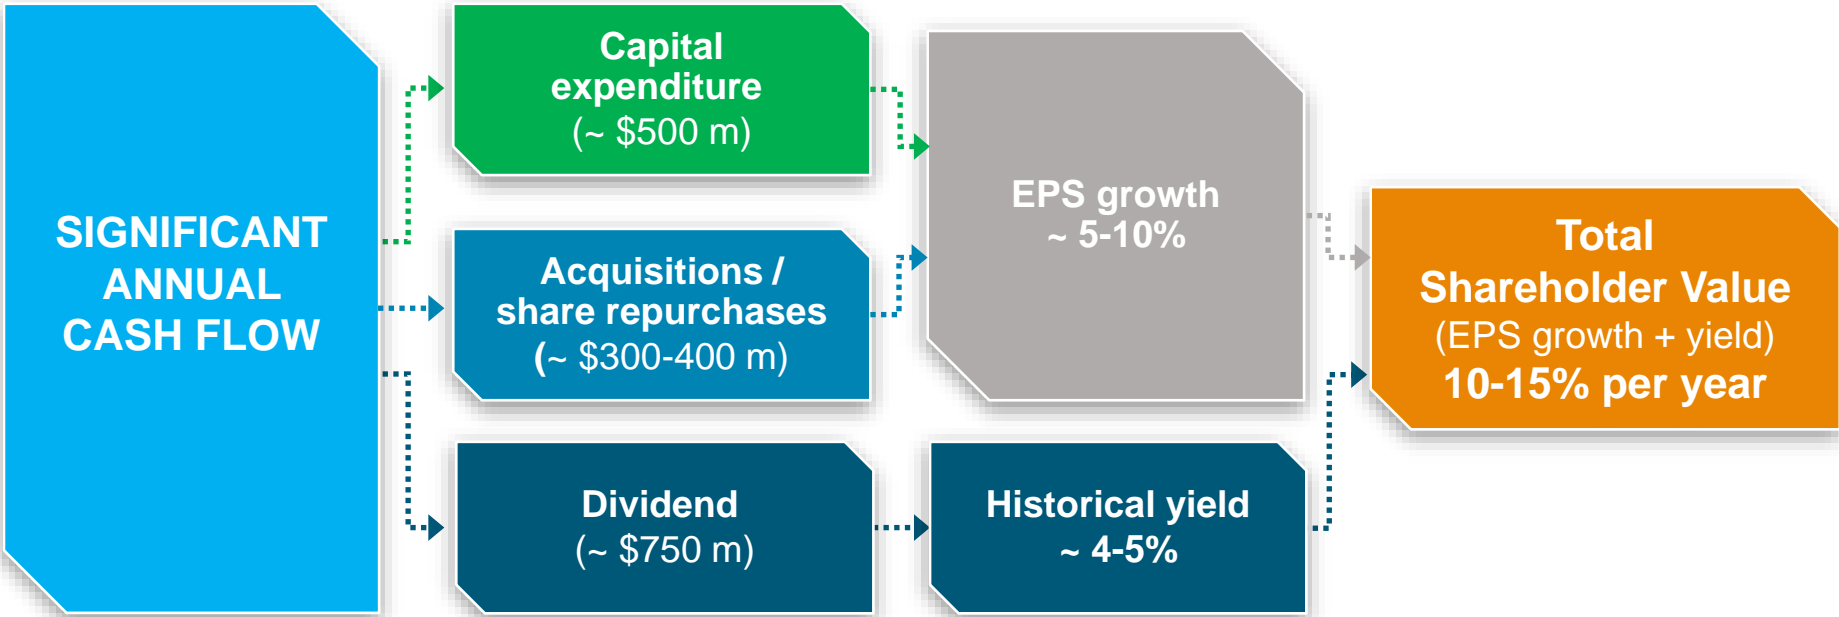 SIGNIFICANT
ANNUAL
CASH FLOW
Capital
expenditure
(~ $500 m)
Acquisitions /
share repurchases
(~ $300-400 m)
Dividend
(~ $750 m)
EPS growth
~ 5-10%
Historical yield
~ 4-5%
Total
Shareholder Value
(EPS growth + yield)
10-15% per year